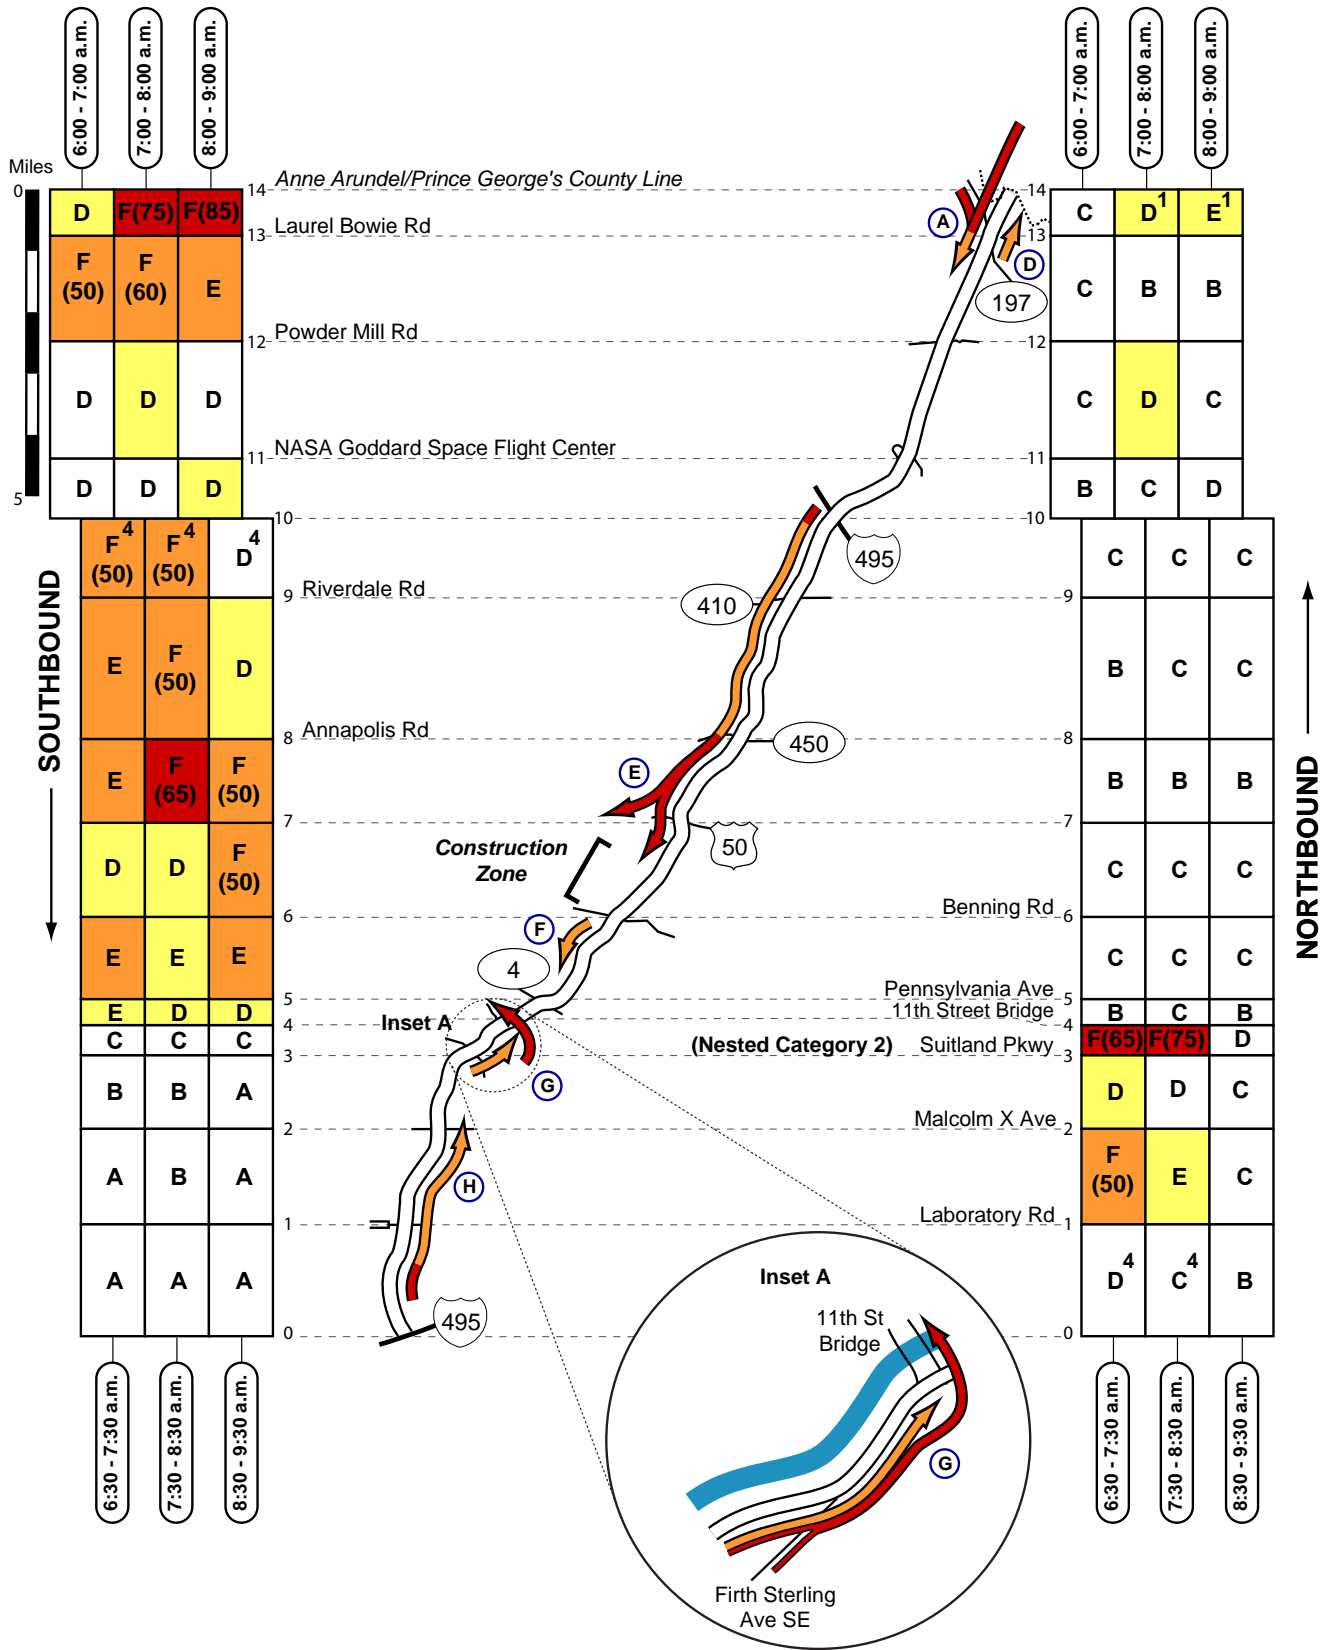 6:00 - 7:00 a.m.
7:00 - 8:00 a.m.
8:00 - 9:00 a.m.
6:00 - 7:00 a.m.
7:00 - 8:00 a.m.
8:00 - 9:00 a.m.
Miles
0
5
D F(75) F(85)
F (50) F (60) E
D D D
D D D
F4 (50) F4 (50) D4
E F (50) D
E F (65) F (50)
D D F (50)
E E E
E D D
C C C
B B A
A B A
A A A
SOUTHBOUND
14 Anne Arundel/Prince George's County Line 14
13 Laurel Bowie Rd 13
12 Powder Mill Rd 12
11 NASA Goddard Space Flight Center 11
10 10
9 Riverdale Rd 9
8 Annapolis Rd 8
7 7
6 Benning Rd 6
5 Pennsylvania Ave 5
4 11th Street Bridge 4
3 (Nested Category 2) Suitland Pkwy 3
2 Malcolm X Ave 2
1 Laboratory Rd 1
0 0
A
D
197
495
410
450
E
50
Construction
Zone
F
4
Inset A
G
H
495
Inset A
11th St
Bridge
G
Firth Sterling
Ave SE
C D1 E1
C B B
C D C
B C D
C C C
B C C
B B B
C C C
C C C
B C B
F(65) F(75) D
D D C
F (50) E C
D4 C4 B
NORTHBOUND
6:30 - 7:30 a.m.
7:30 - 8:30 a.m.
8:30 - 9:30 a.m.
6:30 - 7:30 a.m.
7:30 - 8:30 a.m.
8:30 - 9:30 a.m.